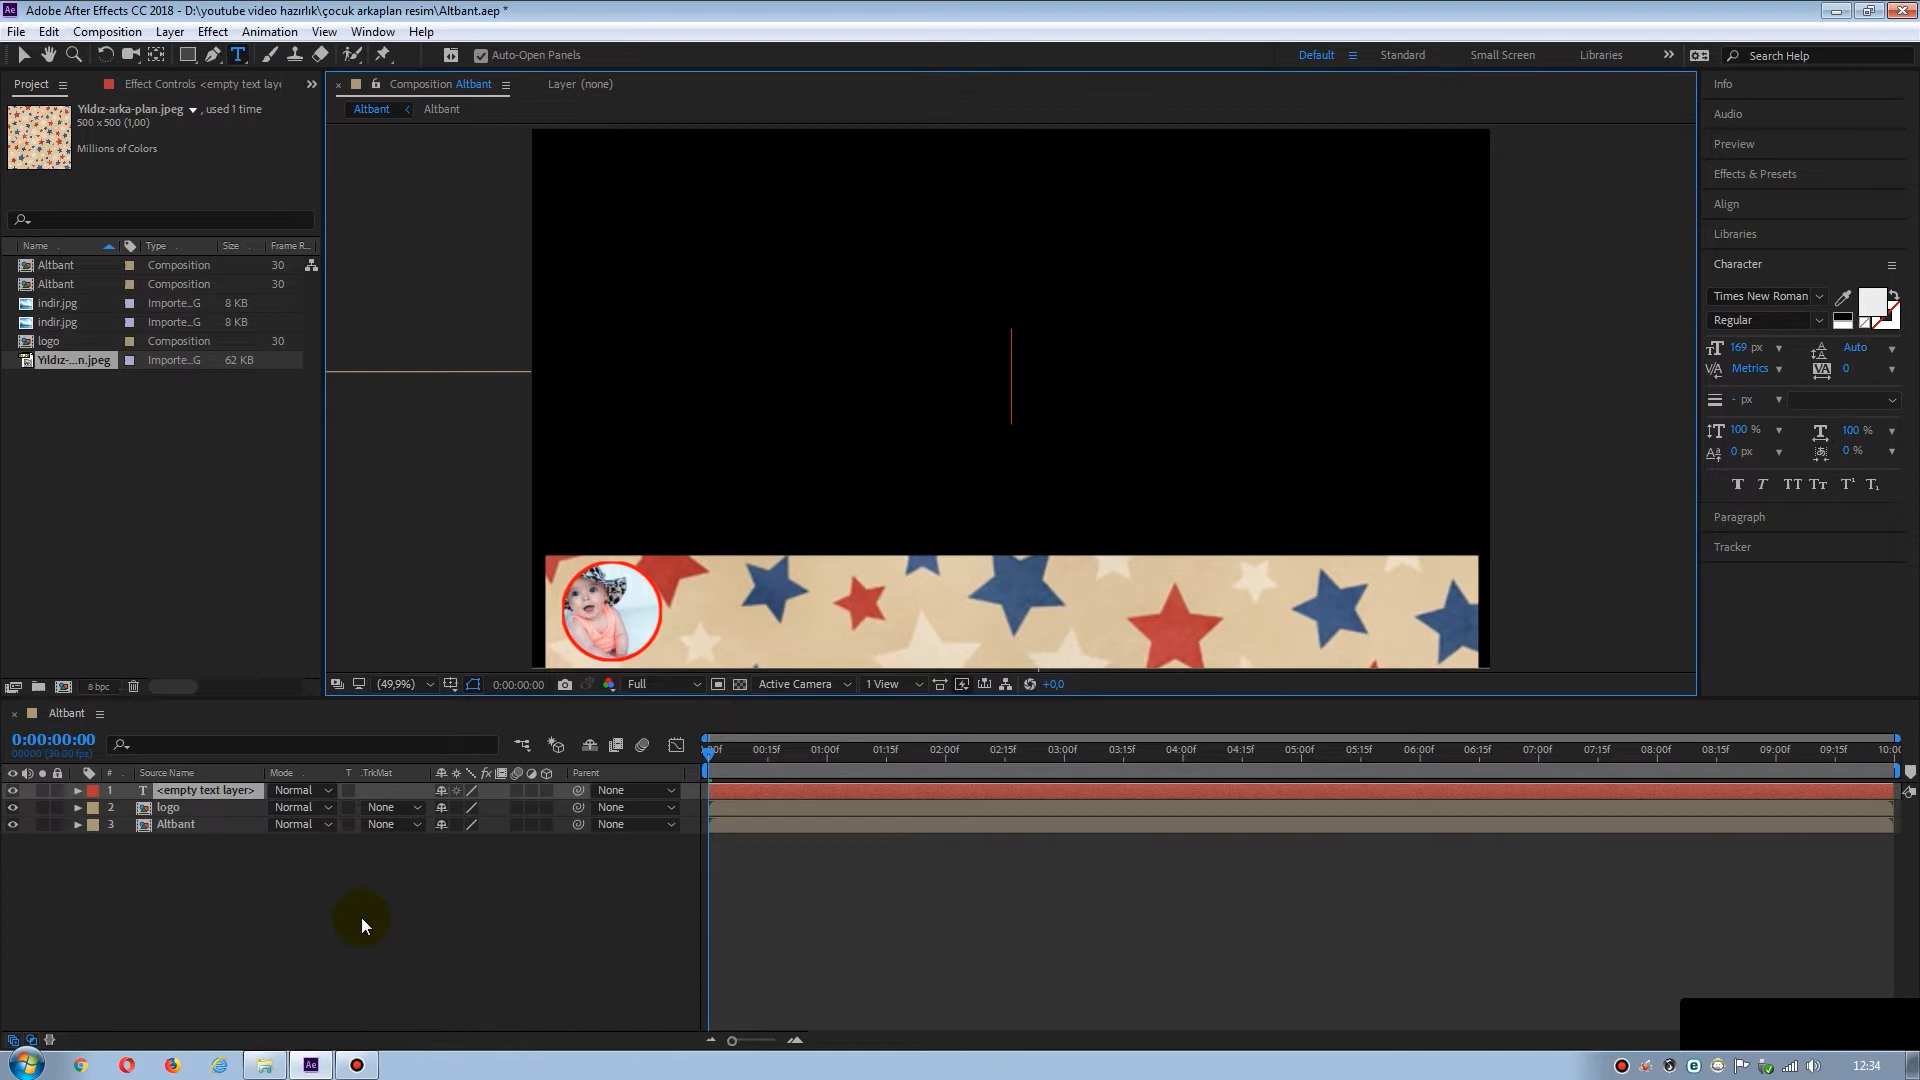 Adobe After Effects CC 2018 - D:\youtube video hazırlık\çocuk arkaplan resim\Altbant.aep *
File Edit Composition Layer Effect Animation View Window Help
Auto-Open Panels
Default Standard Small Screen Libraries Search Help
Project Effect Controls <empty text laye
Composition Altbant Layer (none)
Yıldız-arka-plan.jpeg , used 1 time
500 x 500 (1,00)
Millions of Colors
Altbant Altbant
Name Type Size Frame R...
Altbant Composition 30
Altbant Composition 30
indir.jpg Importe...G 8 KB
indir.jpg Importe...G 8 KB
logo Composition 30
Yıldız-...n.jpeg Importe...G 62 KB
8 bpc
(49,9%) 0:00:00:00 Full Active Camera 1 View +0,0
Info
Audio
Preview
Effects & Presets
Align
Libraries
Character
Times New Roman
Regular
169 px Auto
Metrics 0
- px
100 % 100 %
0 px 0 %
T T TT Tт T¹ T₁
Paragraph
Tracker
Altbant
0:00:00:00
00000 (30.00 fps)
:00f 00:15f 01:00f 01:15f 02:00f 02:15f 03:00f 03:15f 04:00f 04:15f 05:00f 05:15f 06:00f 06:15f 07:00f 07:15f 08:00f 08:15f 09:00f 09:15f 10:00
# Source Name Mode T .TrkMat Parent
1 T <empty text layer> Normal None
2 logo Normal None None
3 Altbant Normal None None
12:34